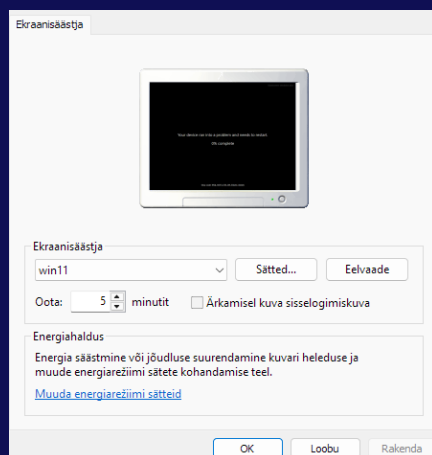 Ekraanisäästja
Your device ran into a problem and needs to restart.
0% complete
Ekraanisäästja
win11
Sätted...
Eelvaade
Oota:
5
minutit
Ärkamisel kuva sisselogimiskuva
Energiahaldus
Energia säästmine või jõudluse suurendamine kuvari heleduse ja
muude energiarežiimi sätete kohandamise teel.
Muuda energiarežiimi sätteid
OK
Loobu
Rakenda